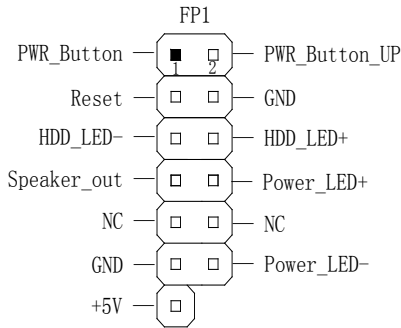 FP1
PWR_Button PWR_Button_UP
1 2
Reset GND
HDD_LED- HDD_LED+
Speaker_out Power_LED+
NC NC
GND Power_LED-
+5V